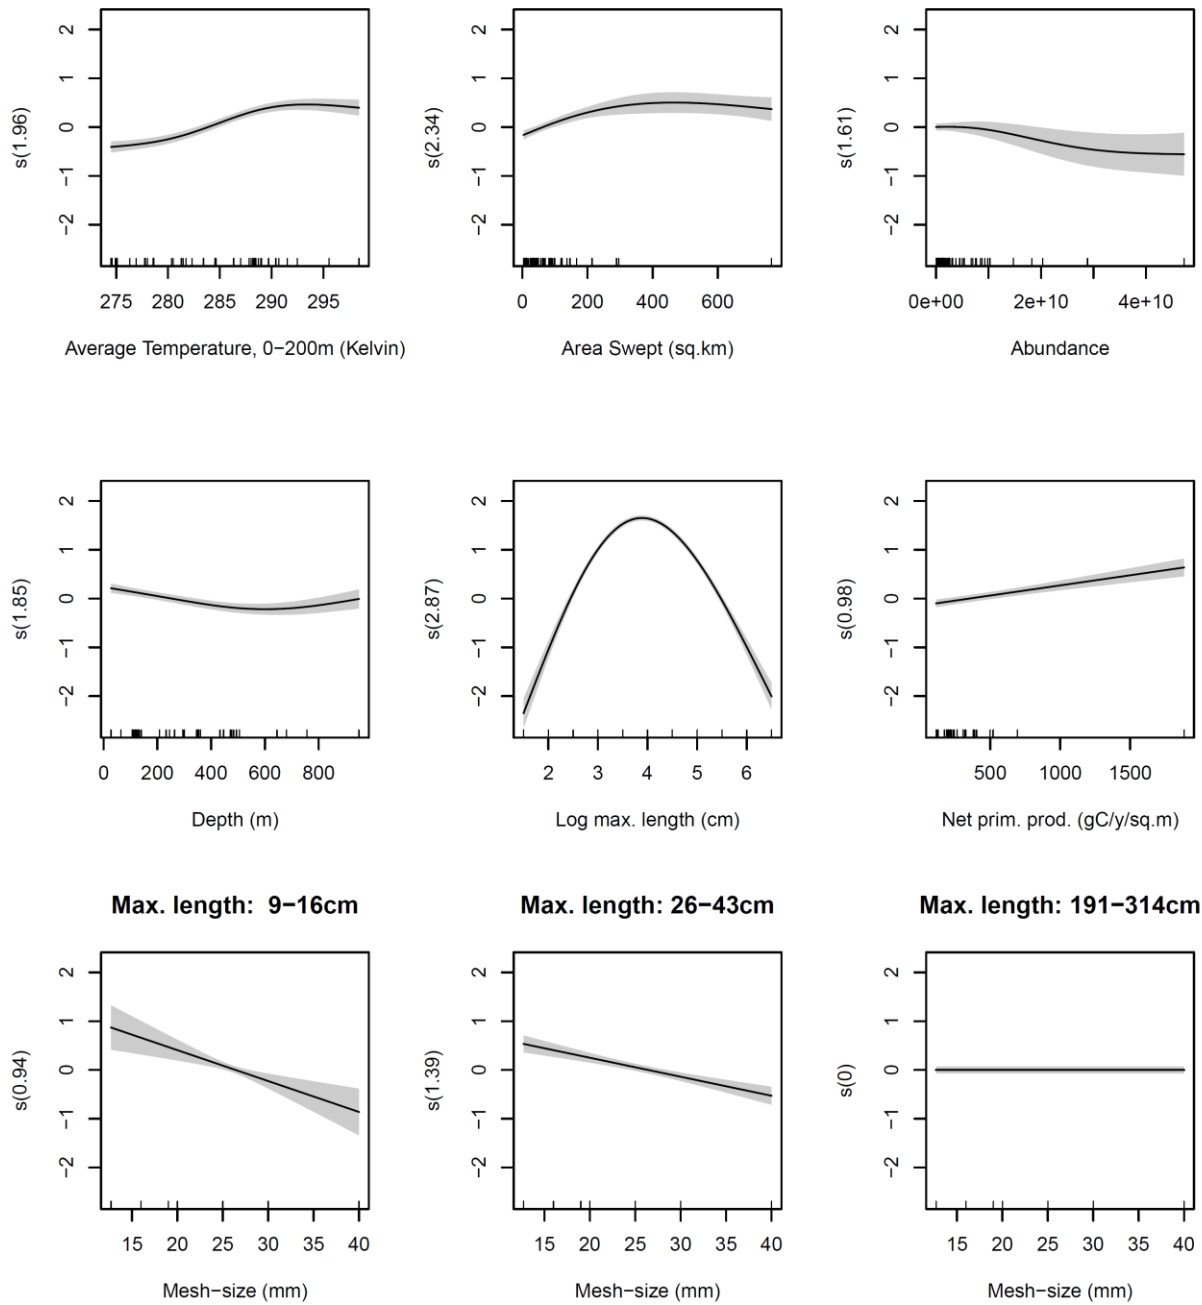 2
1
0
−1
−2
s(1.96)
275 280 285 290 295
Average Temperature, 0−200m (Kelvin)
2
1
0
−1
−2
s(2.34)
0 200 400 600
Area Swept (sq.km)
2
1
0
−1
−2
s(1.61)
0e+00 2e+10 4e+10
Abundance
2
1
0
−1
−2
s(1.85)
0 200 400 600 800
Depth (m)
2
1
0
−1
−2
s(2.87)
2 3 4 5 6
Log max. length (cm)
2
1
0
−1
−2
s(0.98)
500 1000 1500
Net prim. prod. (gC/y/sq.m)
Max. length: 9−16cm
2
1
0
−1
−2
s(0.94)
15 20 25 30 35 40
Mesh−size (mm)
Max. length: 26−43cm
2
1
0
−1
−2
s(1.39)
15 20 25 30 35 40
Mesh−size (mm)
Max. length: 191−314cm
2
1
0
−1
−2
s(0)
15 20 25 30 35 40
Mesh−size (mm)